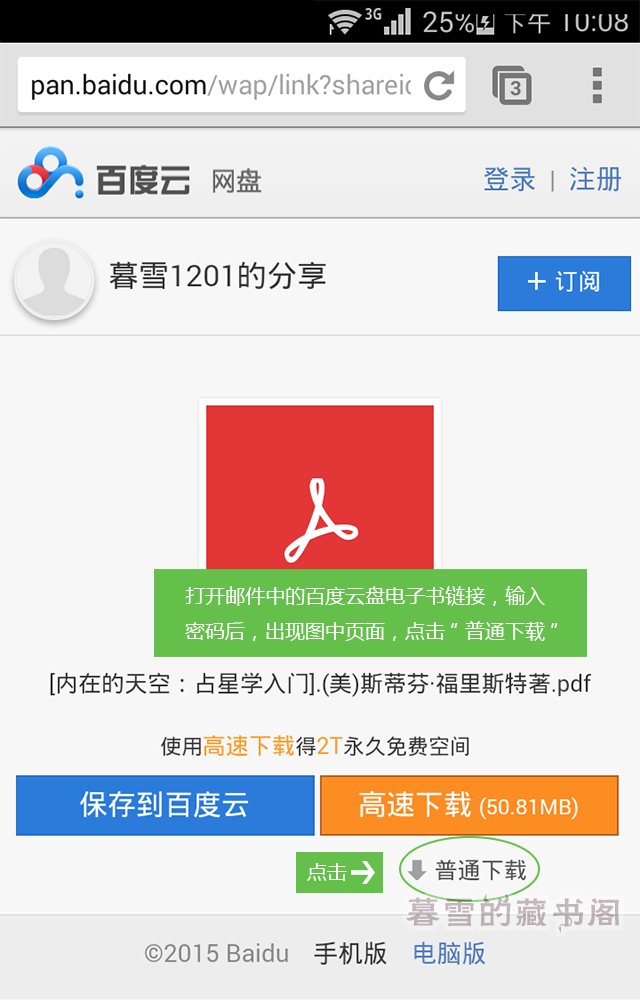 3G 25% 下午 10:08
pan.baidu.com/wap/link?shareic
3
百度云 网盘 登录 | 注册
暮雪1201的分享
+ 订阅
打开邮件中的百度云盘电子书链接，输入
密码后，出现图中页面，点击"普通下载"
[内在的天空：占星学入门].(美)斯蒂芬·福里斯特著.pdf
使用高速下载得2T永久免费空间
保存到百度云 高速下载 (50.81MB)
点击 普通下载
暮雪的藏书阁
©2015 Baidu 手机版 电脑版